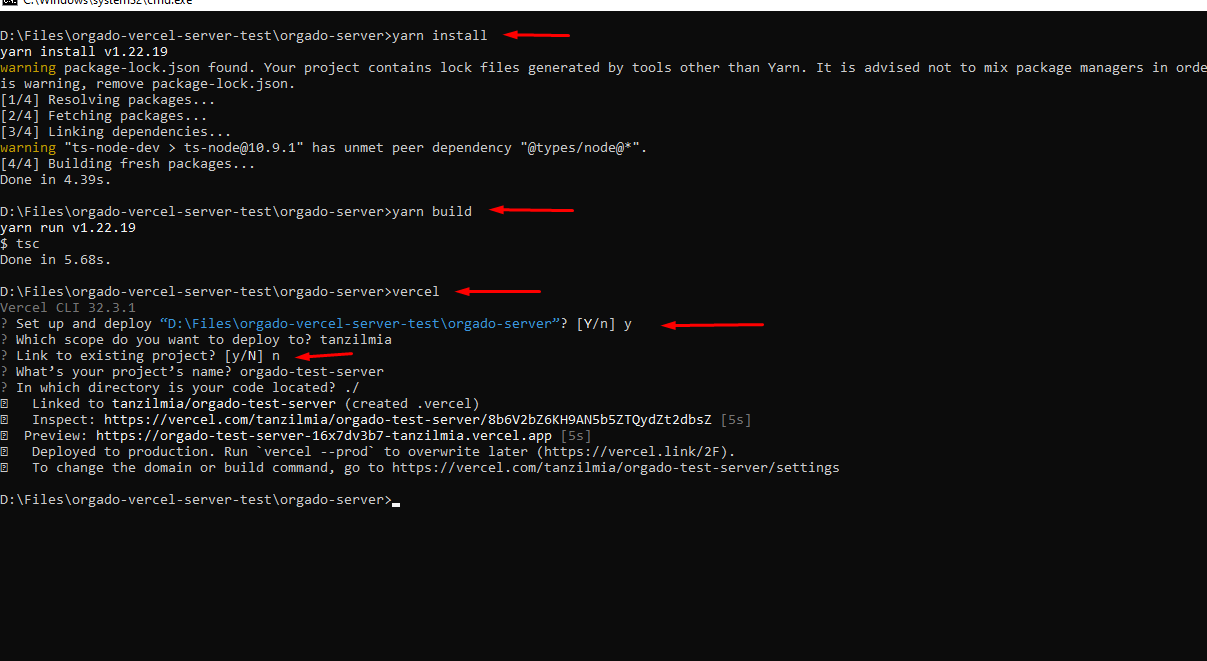 C:\Windows\system32\cmd.exe
D:\Files\orgado-vercel-server-test\orgado-server>yarn install
yarn install v1.22.19
warning package-lock.json found. Your project contains lock files generated by tools other than Yarn. It is advised not to mix package managers in orde
is warning, remove package-lock.json.
[1/4] Resolving packages...
[2/4] Fetching packages...
[3/4] Linking dependencies...
warning "ts-node-dev > ts-node@10.9.1" has unmet peer dependency "@types/node@*".
[4/4] Building fresh packages...
Done in 4.39s.
D:\Files\orgado-vercel-server-test\orgado-server>yarn build
yarn run v1.22.19
$ tsc
Done in 5.68s.
D:\Files\orgado-vercel-server-test\orgado-server>vercel
Vercel CLI 32.3.1
? Set up and deploy “D:\Files\orgado-vercel-server-test\orgado-server”? [Y/n] y
? Which scope do you want to deploy to? tanzilmia
? Link to existing project? [y/N] n
? What’s your project’s name? orgado-test-server
? In which directory is your code located? ./
Linked to tanzilmia/orgado-test-server (created .vercel)
Inspect: https://vercel.com/tanzilmia/orgado-test-server/8b6V2bZ6KH9AN5b5ZTQydZt2dbsZ [5s]
Preview: https://orgado-test-server-16x7dv3b7-tanzilmia.vercel.app [5s]
Deployed to production. Run `vercel --prod` to overwrite later (https://vercel.link/2F).
To change the domain or build command, go to https://vercel.com/tanzilmia/orgado-test-server/settings
D:\Files\orgado-vercel-server-test\orgado-server>